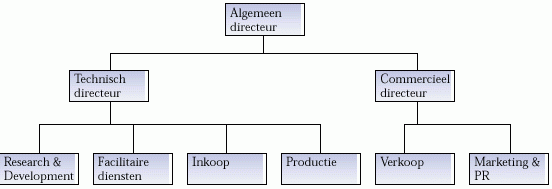 Algemeen
directeur
Technisch
directeur
Commercieel
directeur
Research &
Development
Facilitaire
diensten
Inkoop
Productie
Verkoop
Marketing &
PR